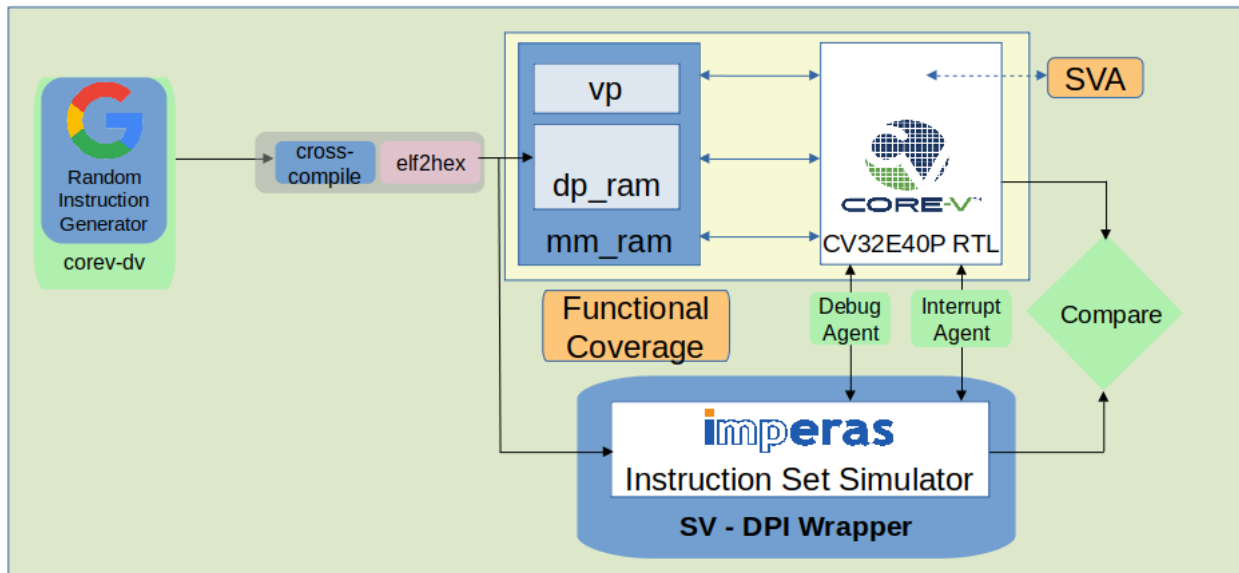 Random
Instruction
Generator
corev-dv
cross-
compile
elf2hex
vp
dp_ram
mm_ram
CORE-V™
CV32E40P RTL
SVA
Functional
Coverage
Debug
Agent
Interrupt
Agent
Compare
imperas
Instruction Set Simulator
SV - DPI Wrapper